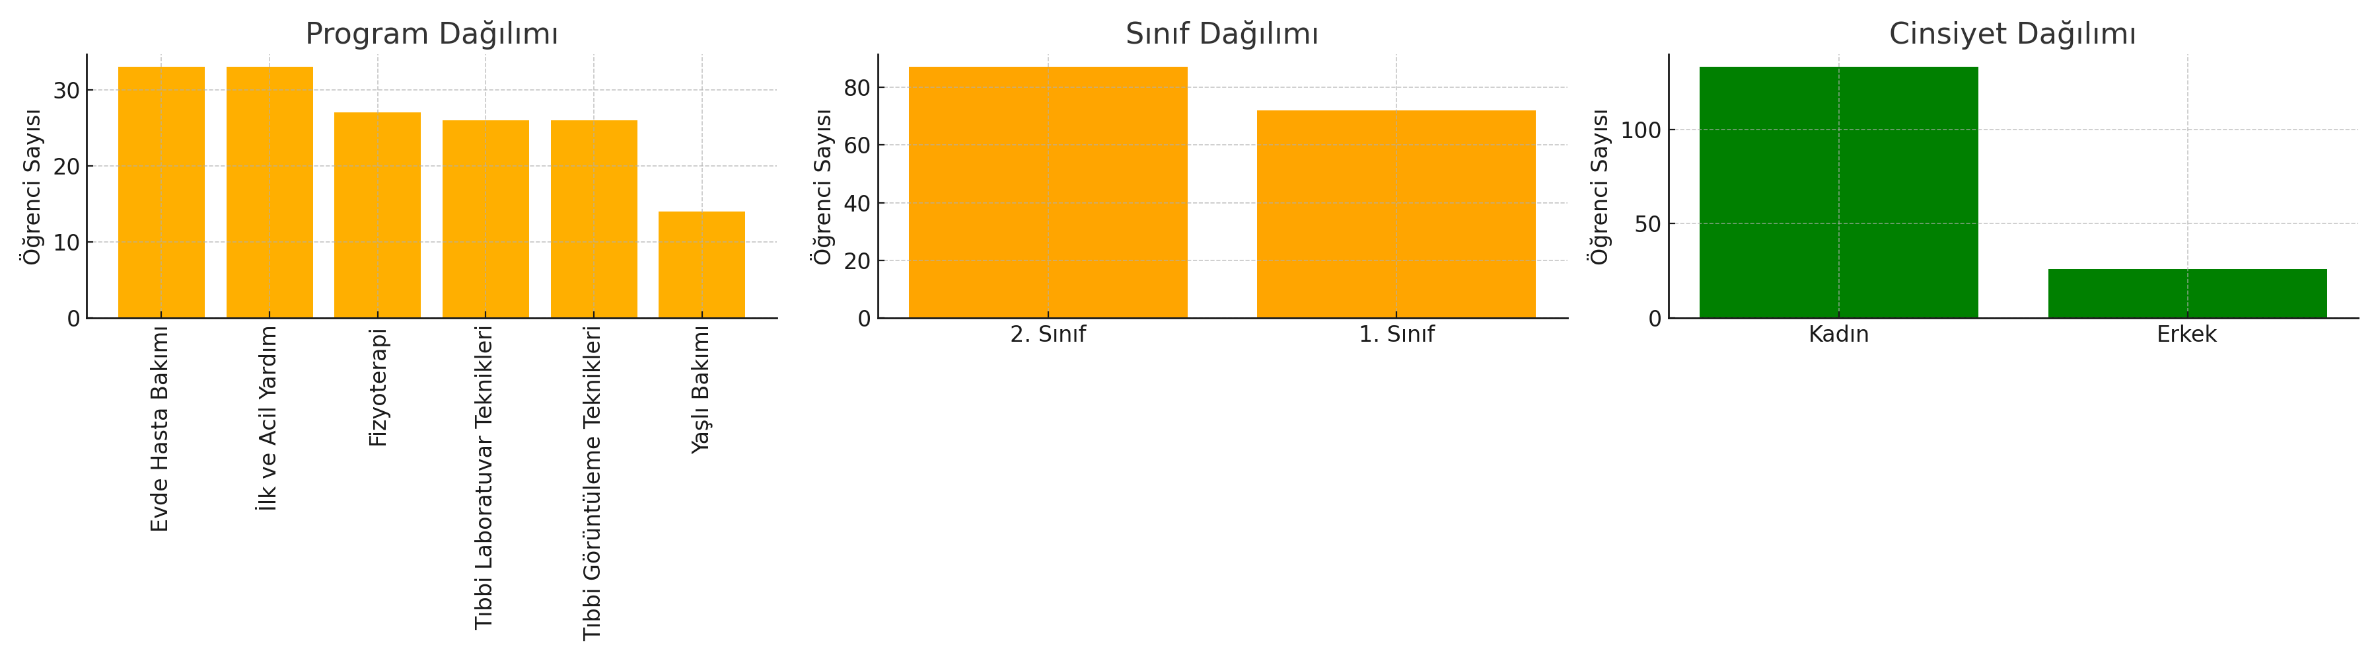 Program Dağılımı
Öğrenci Sayısı
30
20
10
0
Evde Hasta Bakımı
İlk ve Acil Yardım
Fizyoterapi
Tıbbi Laboratuvar Teknikleri
Tıbbi Görüntüleme Teknikleri
Yaşlı Bakımı
Sınıf Dağılımı
Öğrenci Sayısı
80
60
40
20
0
2. Sınıf
1. Sınıf
Cinsiyet Dağılımı
Öğrenci Sayısı
100
50
0
Kadın
Erkek